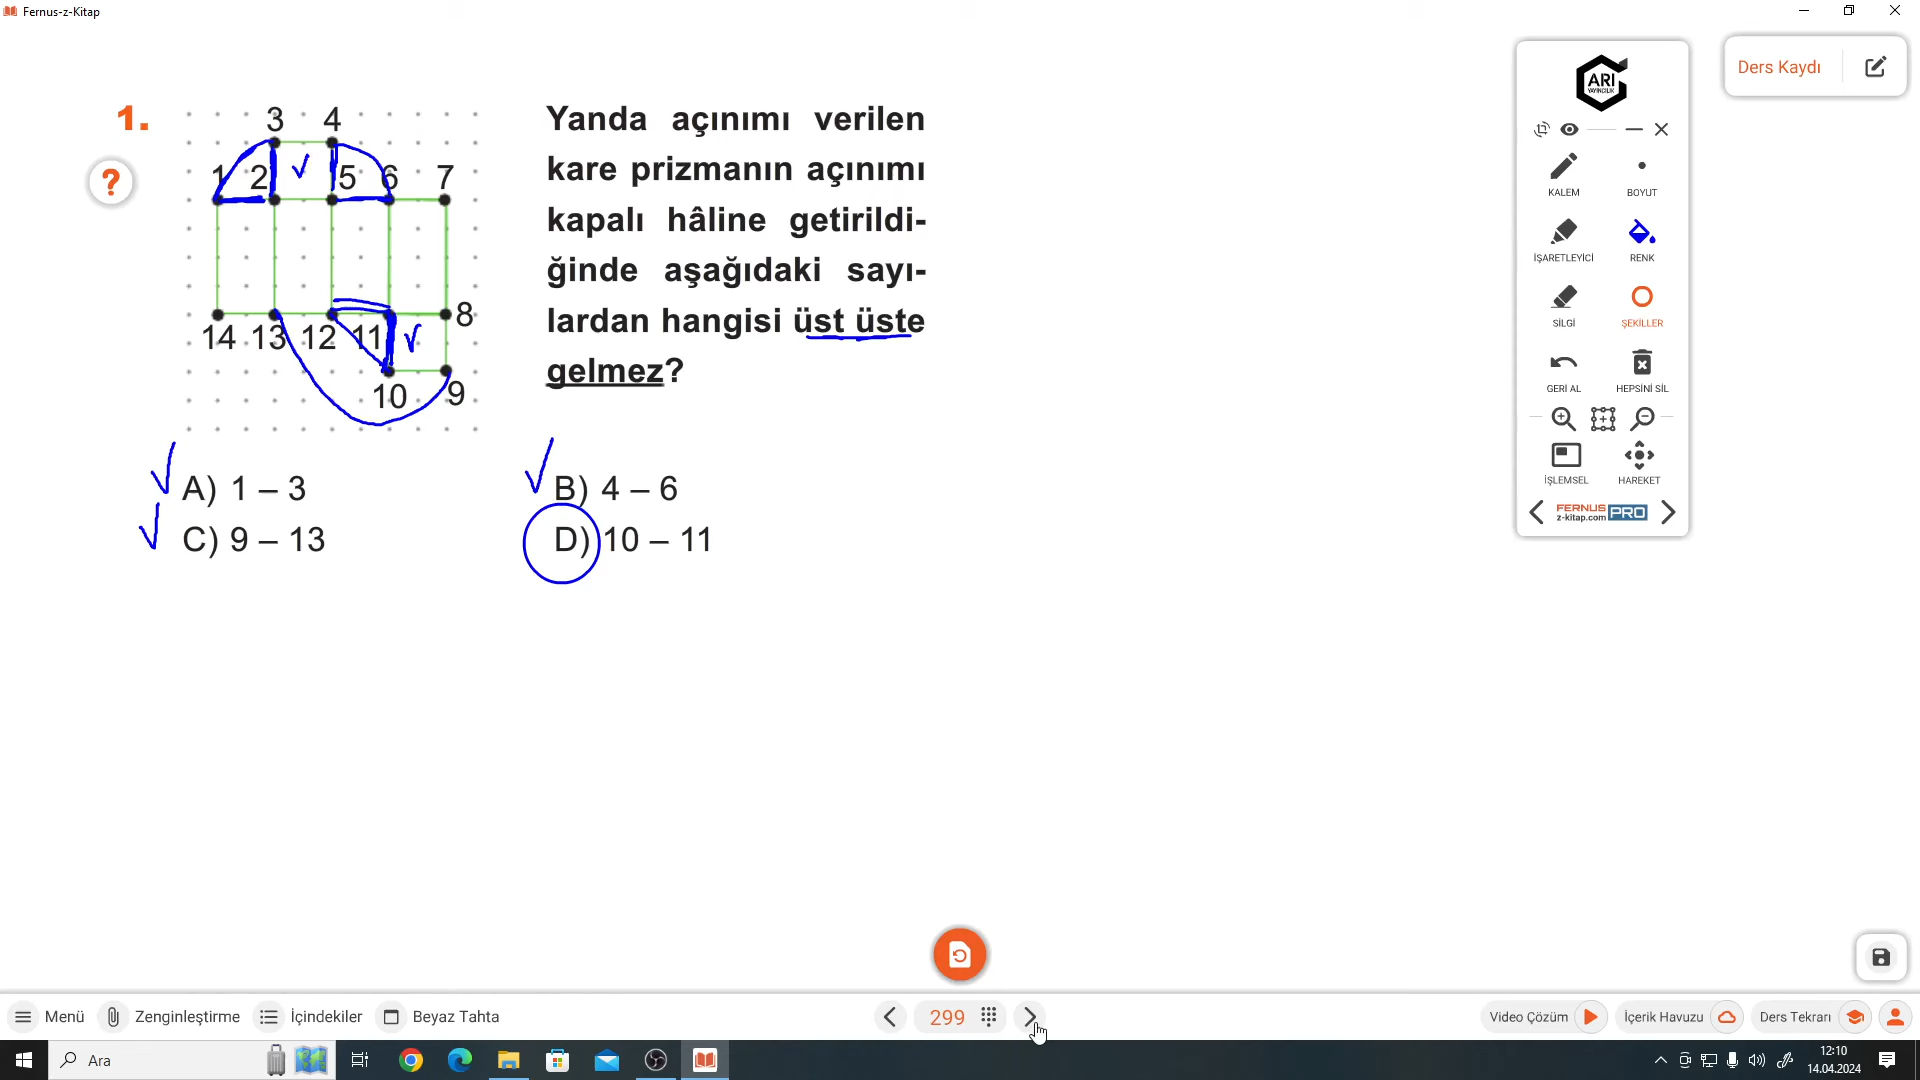 Fernus-z-Kitap
ARI
YAYINCILIK
Ders Kaydı
1.
3 4
1 2 5 6 7
14 13 12 11 8
10 9
Yanda açınımı verilen
kare prizmanın açınımı
kapalı hâline getirildi-
ğinde aşağıdaki sayı-
lardan hangisi üst üste
gelmez?
A) 1 – 3
B) 4 – 6
C) 9 – 13
D) 10 – 11
KALEM
BOYUT
İŞARETLEYİCİ
RENK
SİLGİ
ŞEKİLLER
GERİ AL
HEPSİNİ SİL
İŞLEMSEL
HAREKET
FERNUS
z-kitap.com PRO
Menü
Zenginleştirme
İçindekiler
Beyaz Tahta
299
Video Çözüm
İçerik Havuzu
Ders Tekrarı
Ara
12:10
14.04.2024